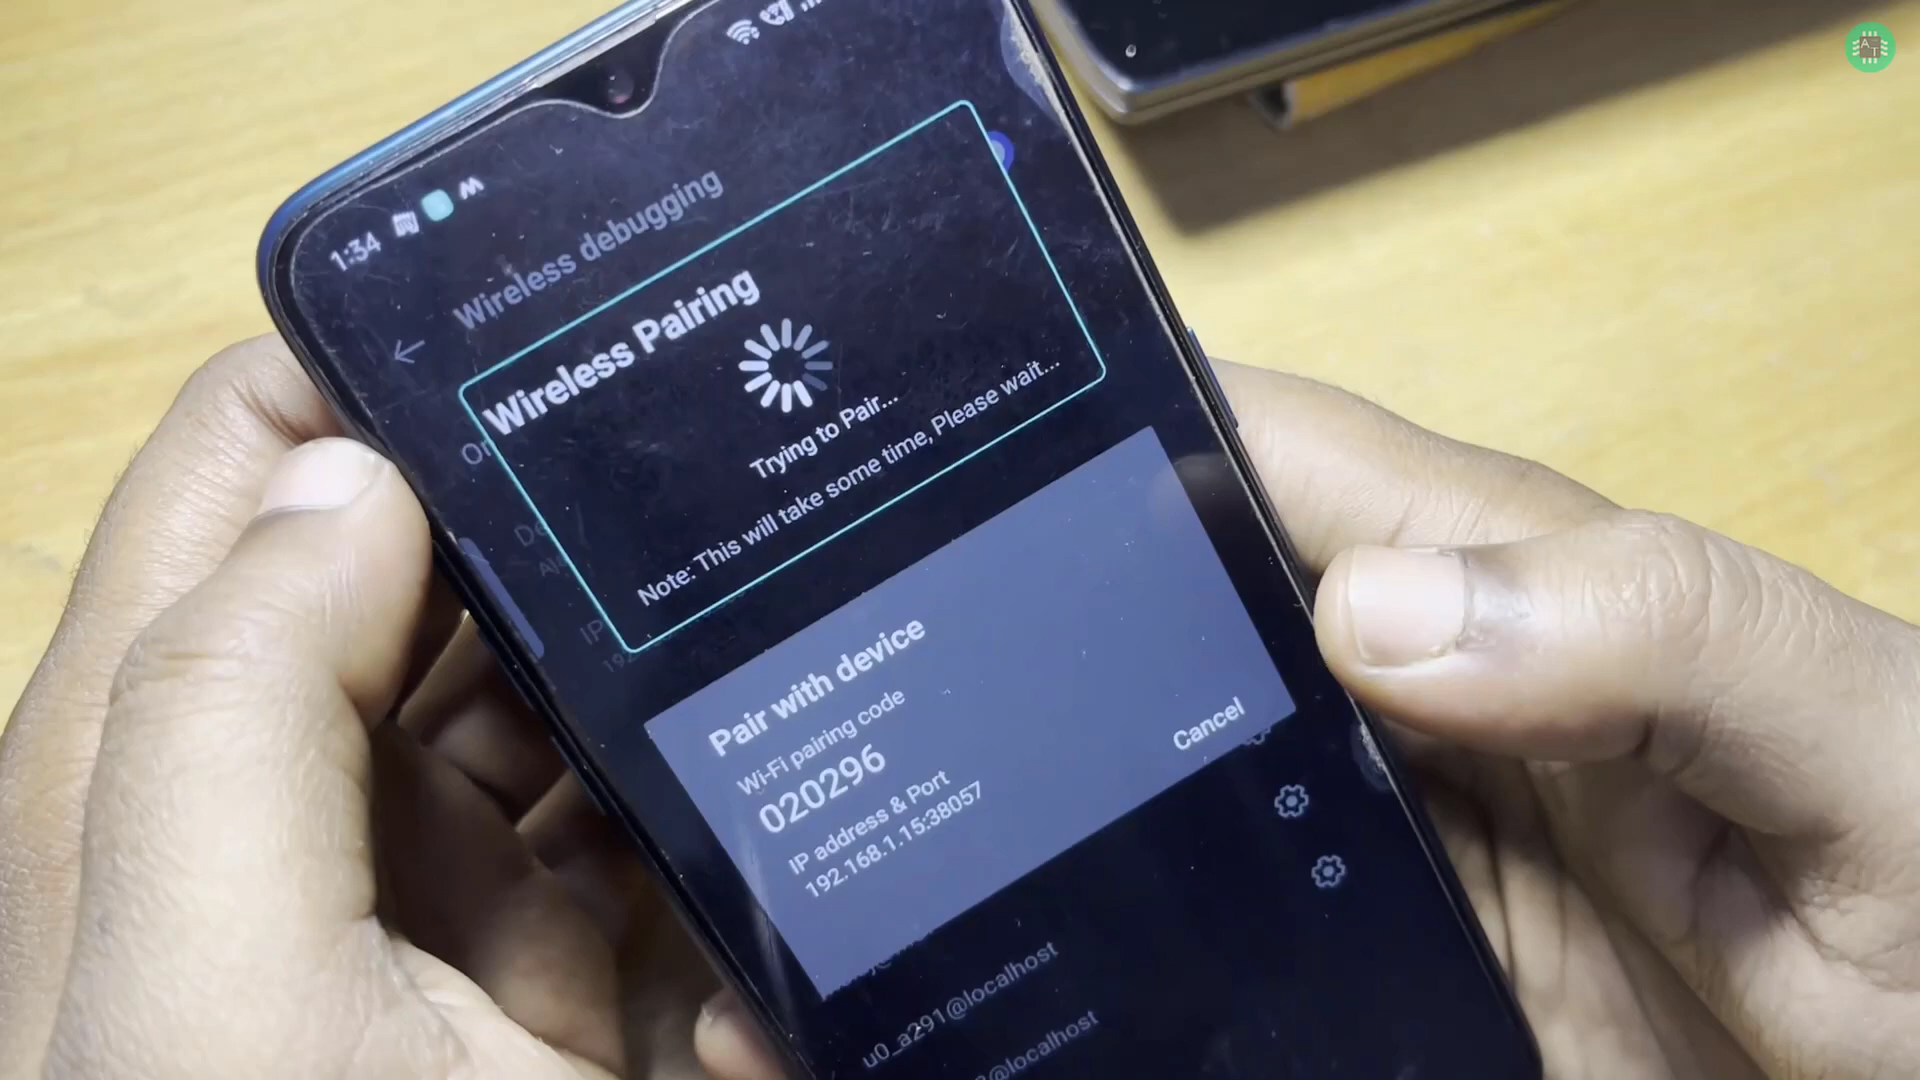 1:34
Wireless debugging
Wireless Pairing
Trying to Pair...
Note: This will take some time, Please wait...
Pair with device
Wi-Fi pairing code
020296
IP address & Port
192.168.1.15:38057
Cancel
u0_a291@localhost
@localhost
AT